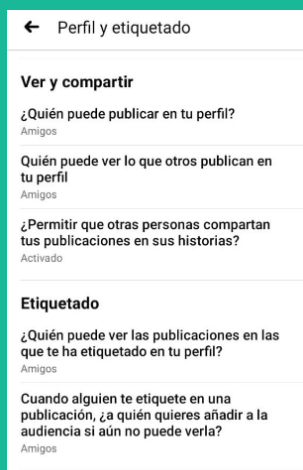 Perfil y etiquetado
Ver y compartir
¿Quién puede publicar en tu perfil?
Amigos
Quién puede ver lo que otros publican en
tu perfil
Amigos
¿Permitir que otras personas compartan
tus publicaciones en sus historias?
Activado
Etiquetado
¿Quién puede ver las publicaciones en las
que te ha etiquetado en tu perfil?
Amigos
Cuando alguien te etiquete en una
publicación, ¿a quién quieres añadir a la
audiencia si aún no puede verla?
Amigos